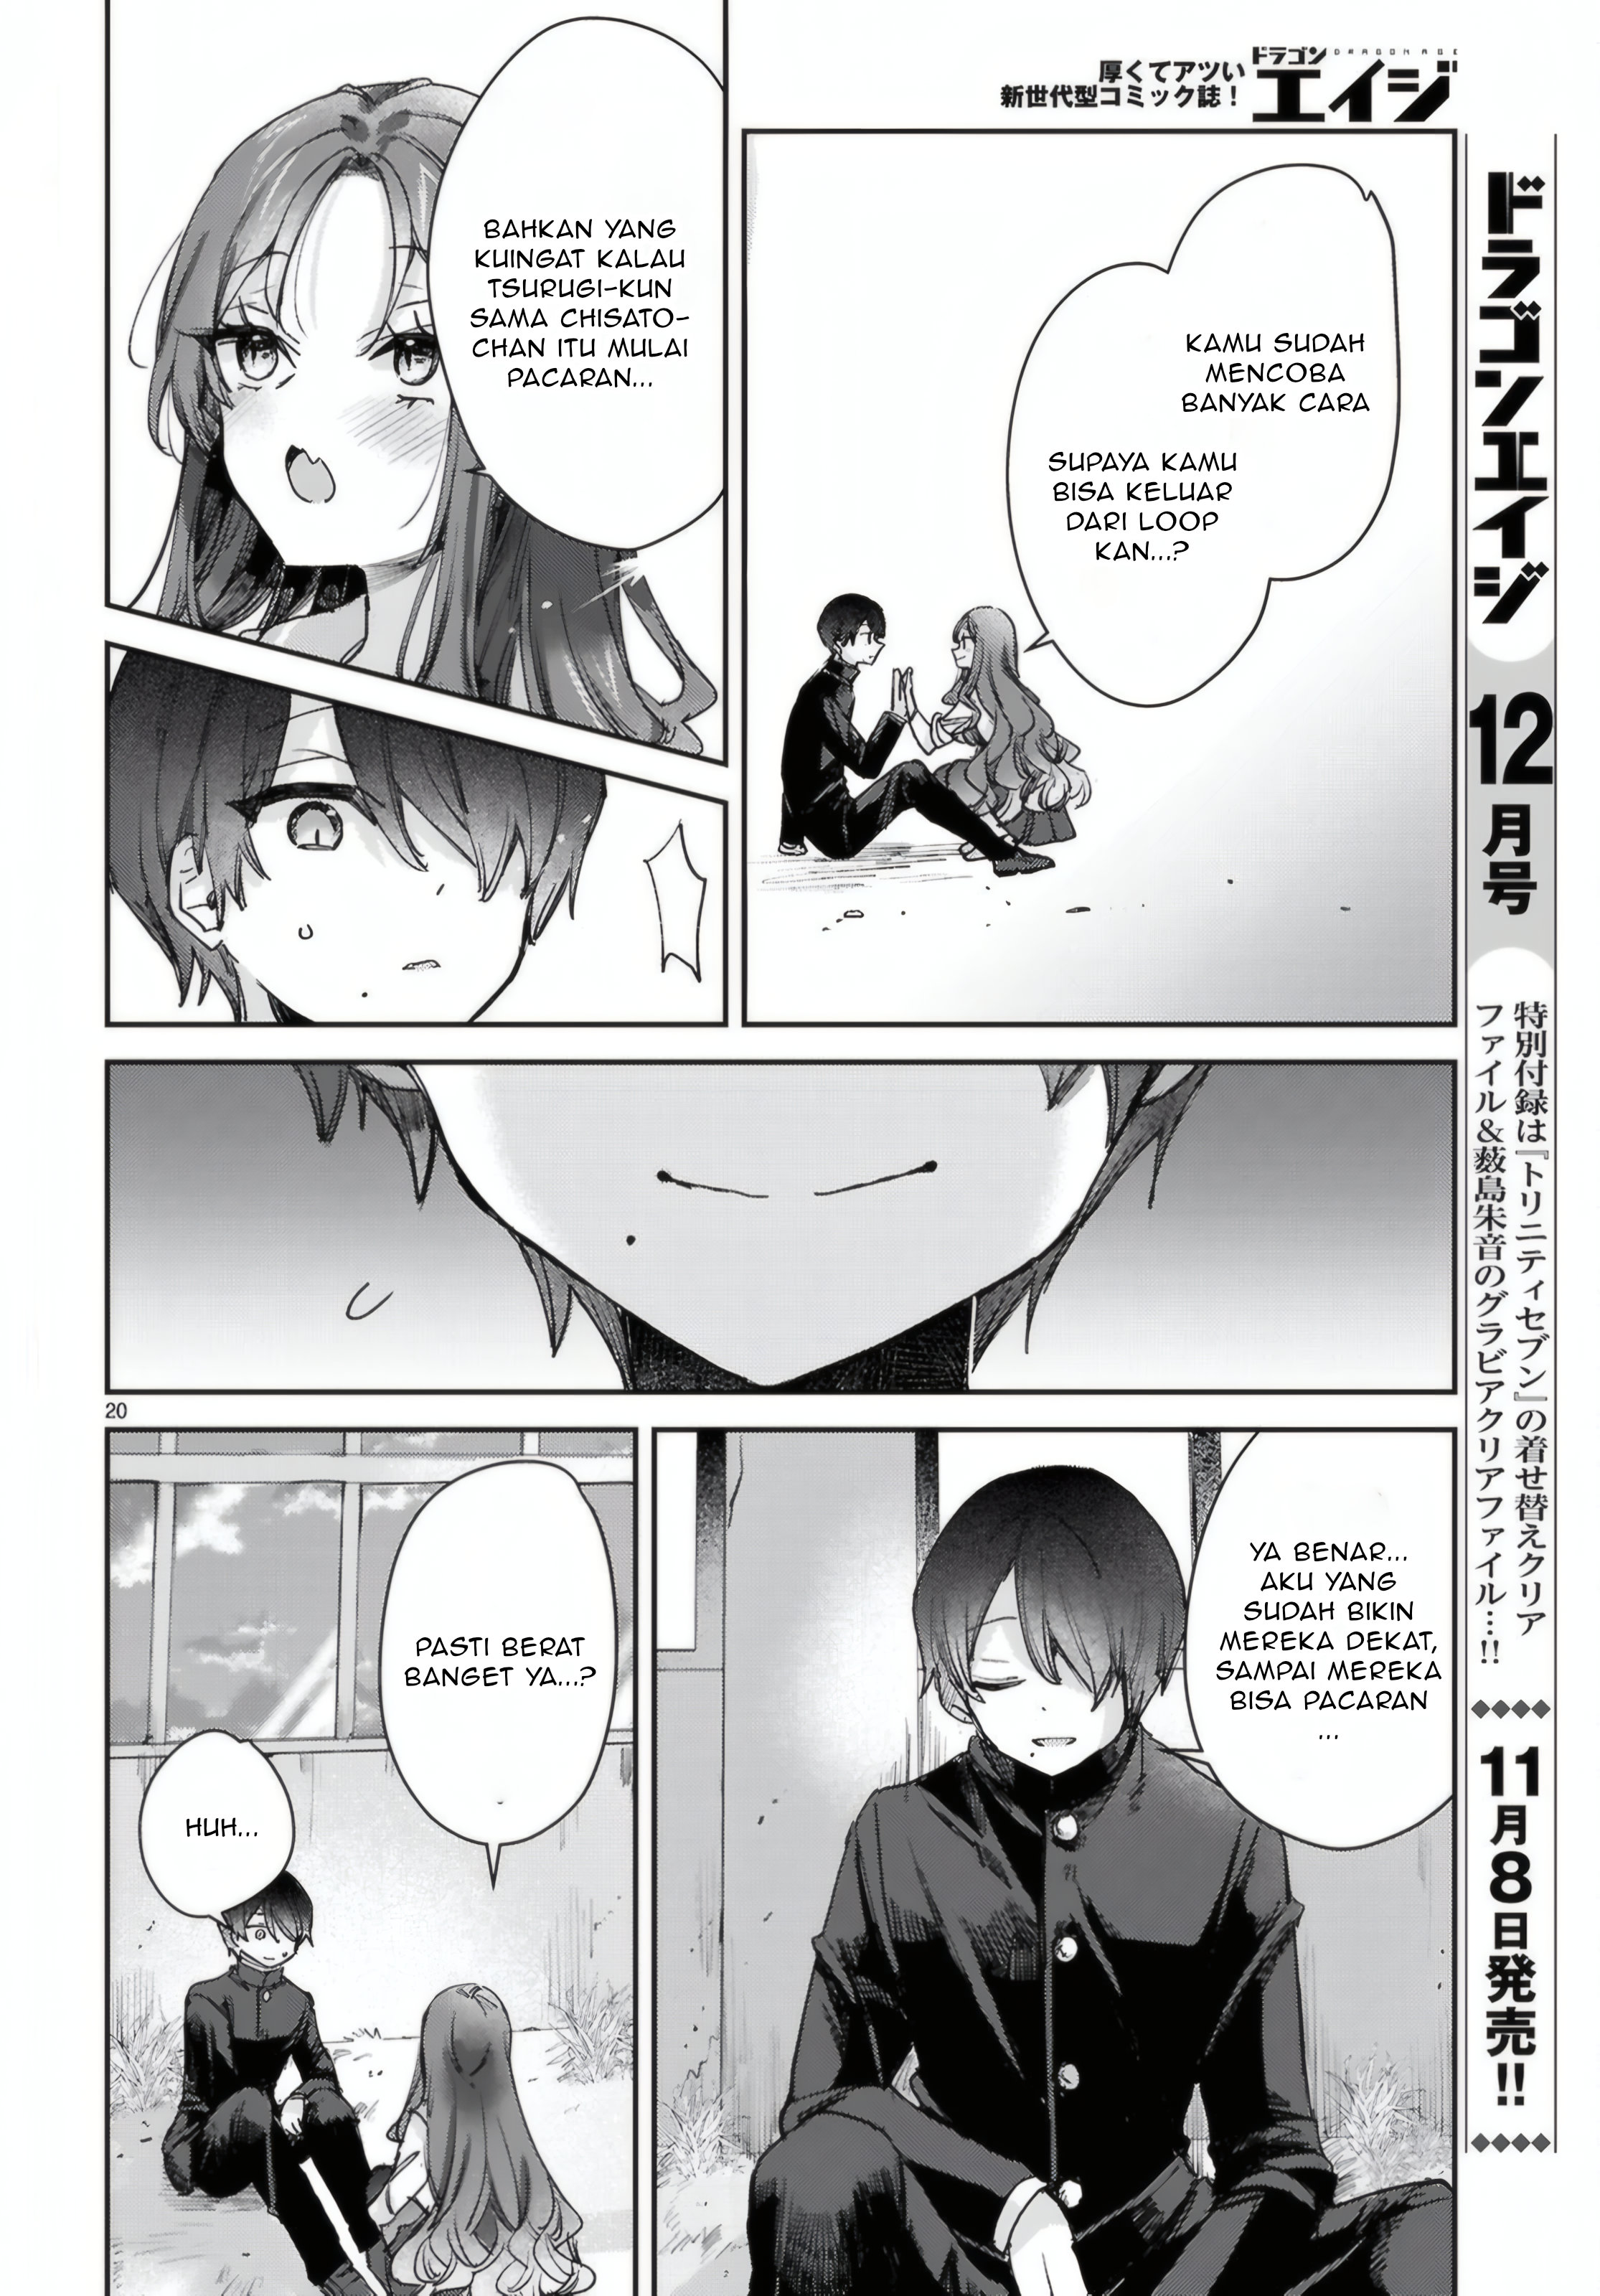 厚くてアツい
新世代型コミック誌！
ドラゴン
DRAGON AGE
エイジ
KAMU SUDAH
MENCOBA
BANYAK CARA
SUPAYA KAMU
BISA KELUAR
DARI LOOP
KAN...?
BAHKAN YANG
KUINGAT KALAU
TSURUGI-KUN
SAMA CHISATO-
CHAN ITU MULAI
PACARAN...
20
YA BENAR...
AKU YANG
SUDAH BIKIN
MEREKA DEKAT,
SAMPAI MEREKA
BISA PACARAN
...
PASTI BERAT
BANGET YA...?
HUH...
ドラゴンエイジ
12月号
特別付録は『トリニティセブン』の着せ替えクリア
ファイル＆薮島朱音のグラビアクリアファイル…!!
11月8日発売!!